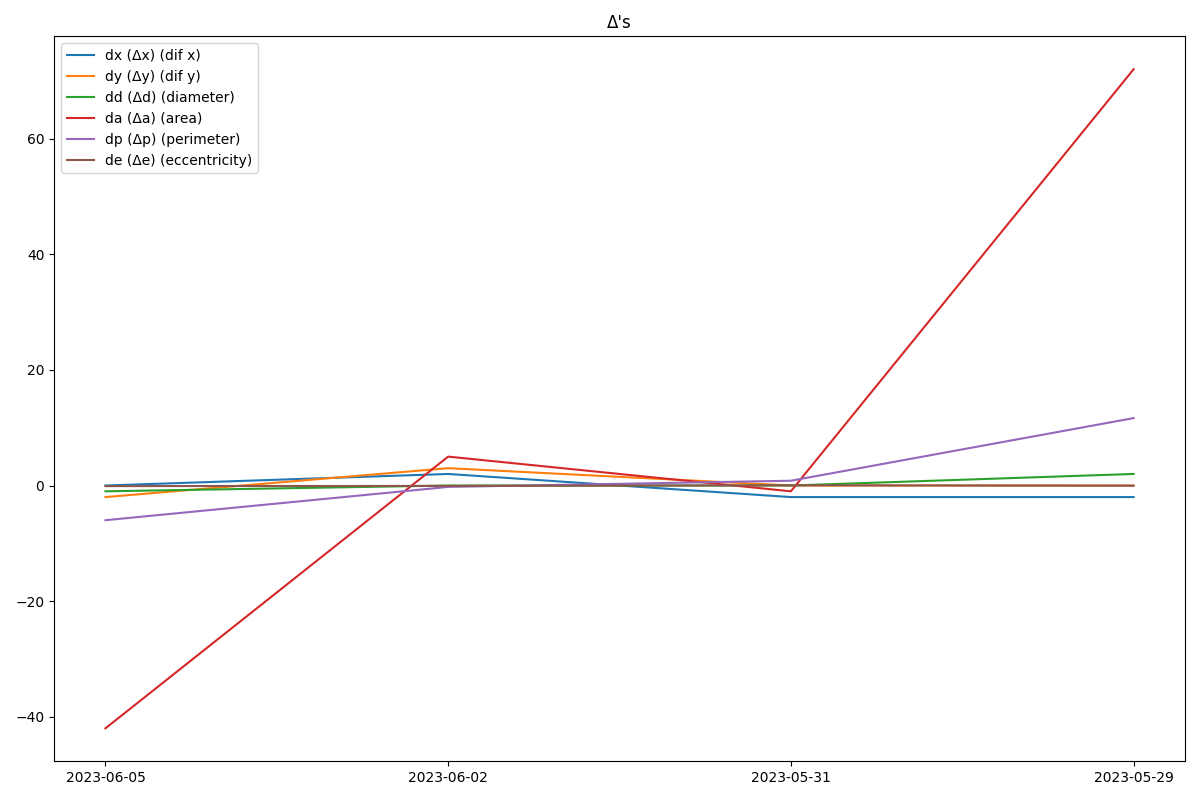 Δ's
dx (Δx) (dif x)
dy (Δy) (dif y)
dd (Δd) (diameter)
da (Δa) (area)
dp (Δp) (perimeter)
de (Δe) (eccentricity)
60
40
20
0
−20
−40
2023-06-05 2023-06-02 2023-05-31 2023-05-29